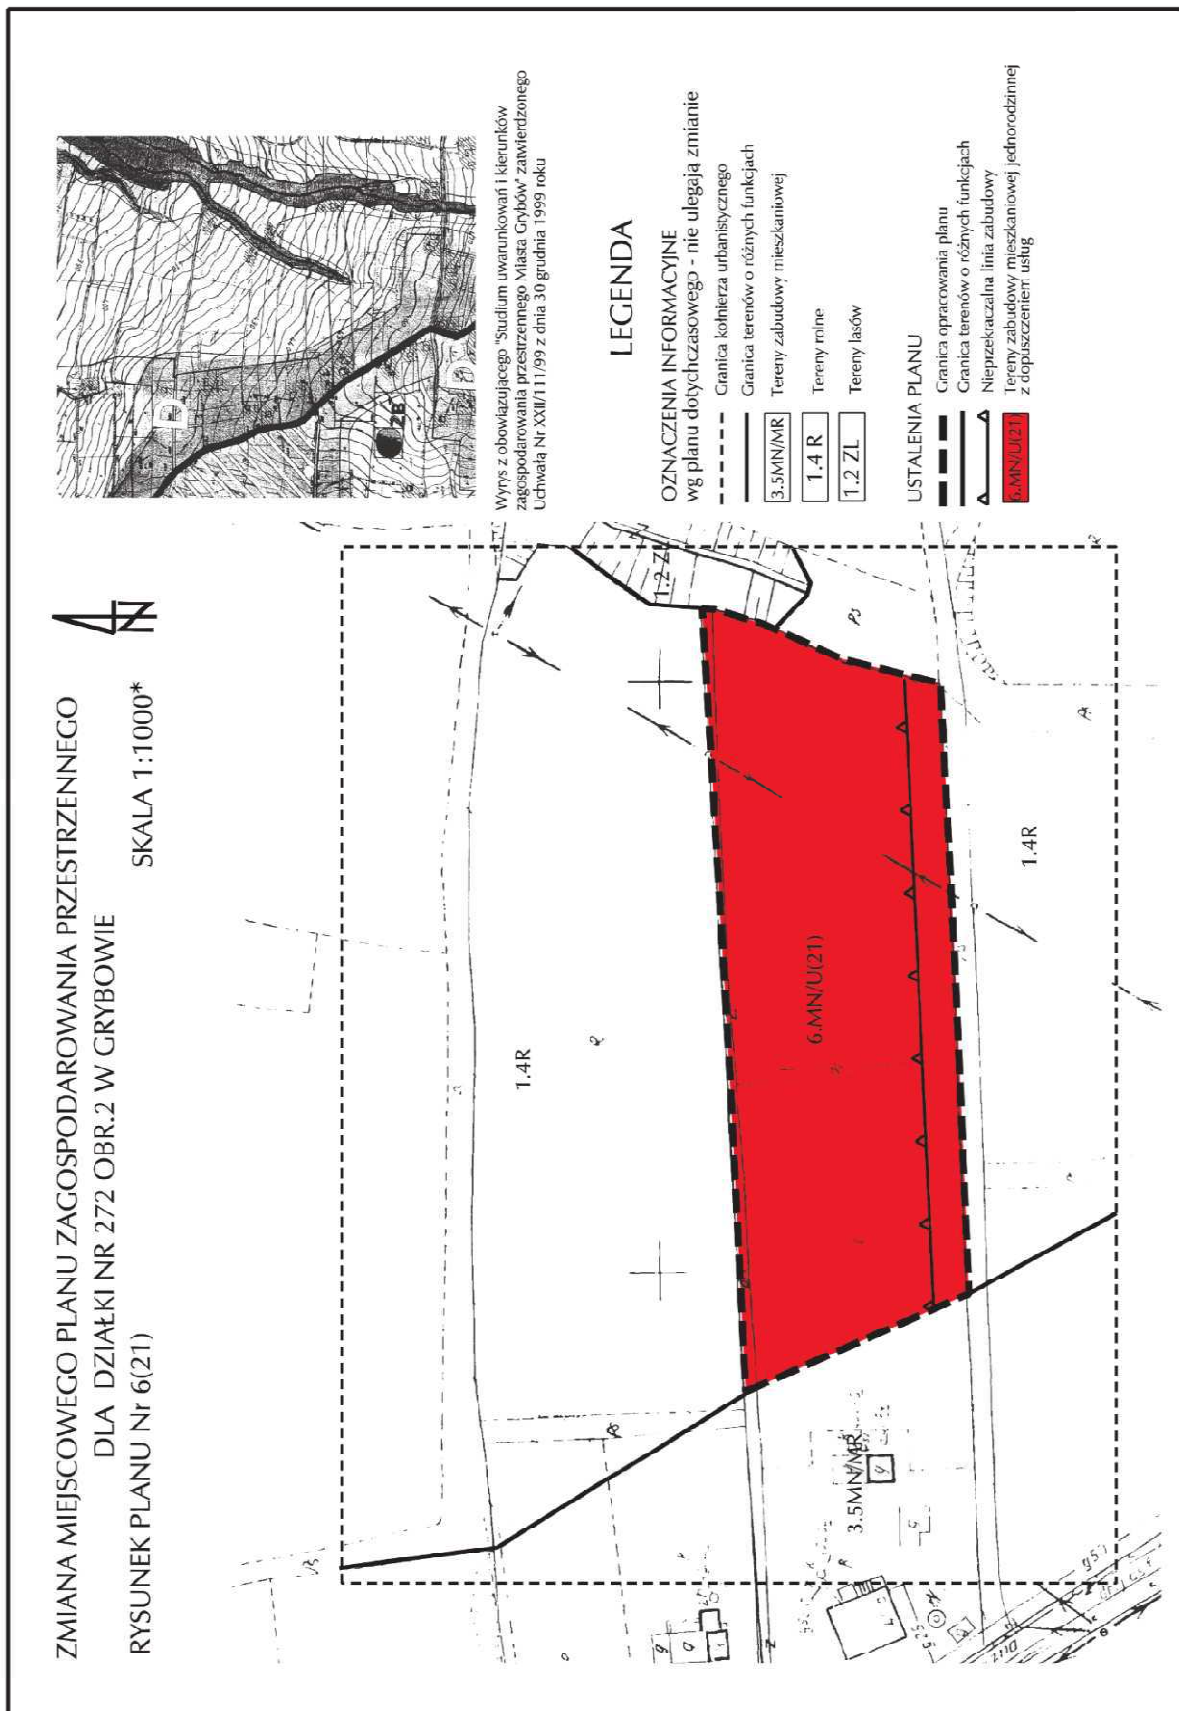 ZMIANA MIEJSCOWEGO PLANU ZAGOSPODAROWANIA PRZESTRZENNEGO
DLA DZIAŁKI NR 272 OBR.2 W GRYBOWIE
RYSUNEK PLANU Nr 6(21)
SKALA 1:1000*
N
D
ZB
Wyrys z obowiązującego "Studium uwarunkowań i kierunków
zagospodarowania przestrzennego Miasta Grybów" zatwierdzonego
Uchwałą Nr XXII/111/99 z dnia 30 grudnia 1999 roku
LEGENDA
OZNACZENIA INFORMACYJNE
wg planu dotychczasowego - nie ulegają zmianie
Granica kołnierza urbanistycznego
Granica terenów o różnych funkcjach
3.5MN/MR Tereny zabudowy mieszkaniowej
1.4 R Tereny rolne
1.2 ZL Tereny lasów
USTALENIA PLANU
Granica opracowania planu
Granica terenów o różnych funkcjach
Nieprzekraczalna linia zabudowy
6.MN/U(21) Tereny zabudowy mieszkaniowej jednorodzinnej
z dopuszczeniem usług
1.4R
1.2 ZL
6.MN/U(21)
1.4R
3.5MN/MR